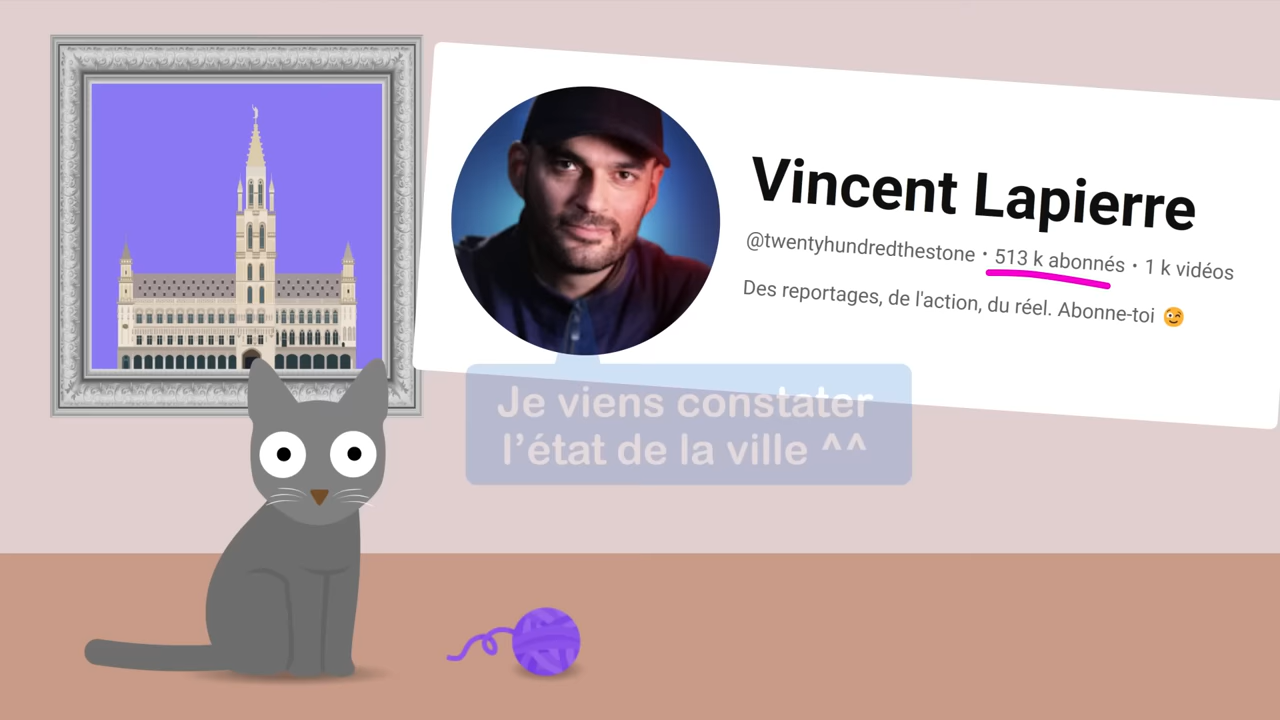 Vincent Lapierre
@twentyhundredthestone · 513 k abonnés · 1 k vidéos
Des reportages, de l'action, du réel. Abonne-toi 😉
Je viens constater
l'état de la ville ^^